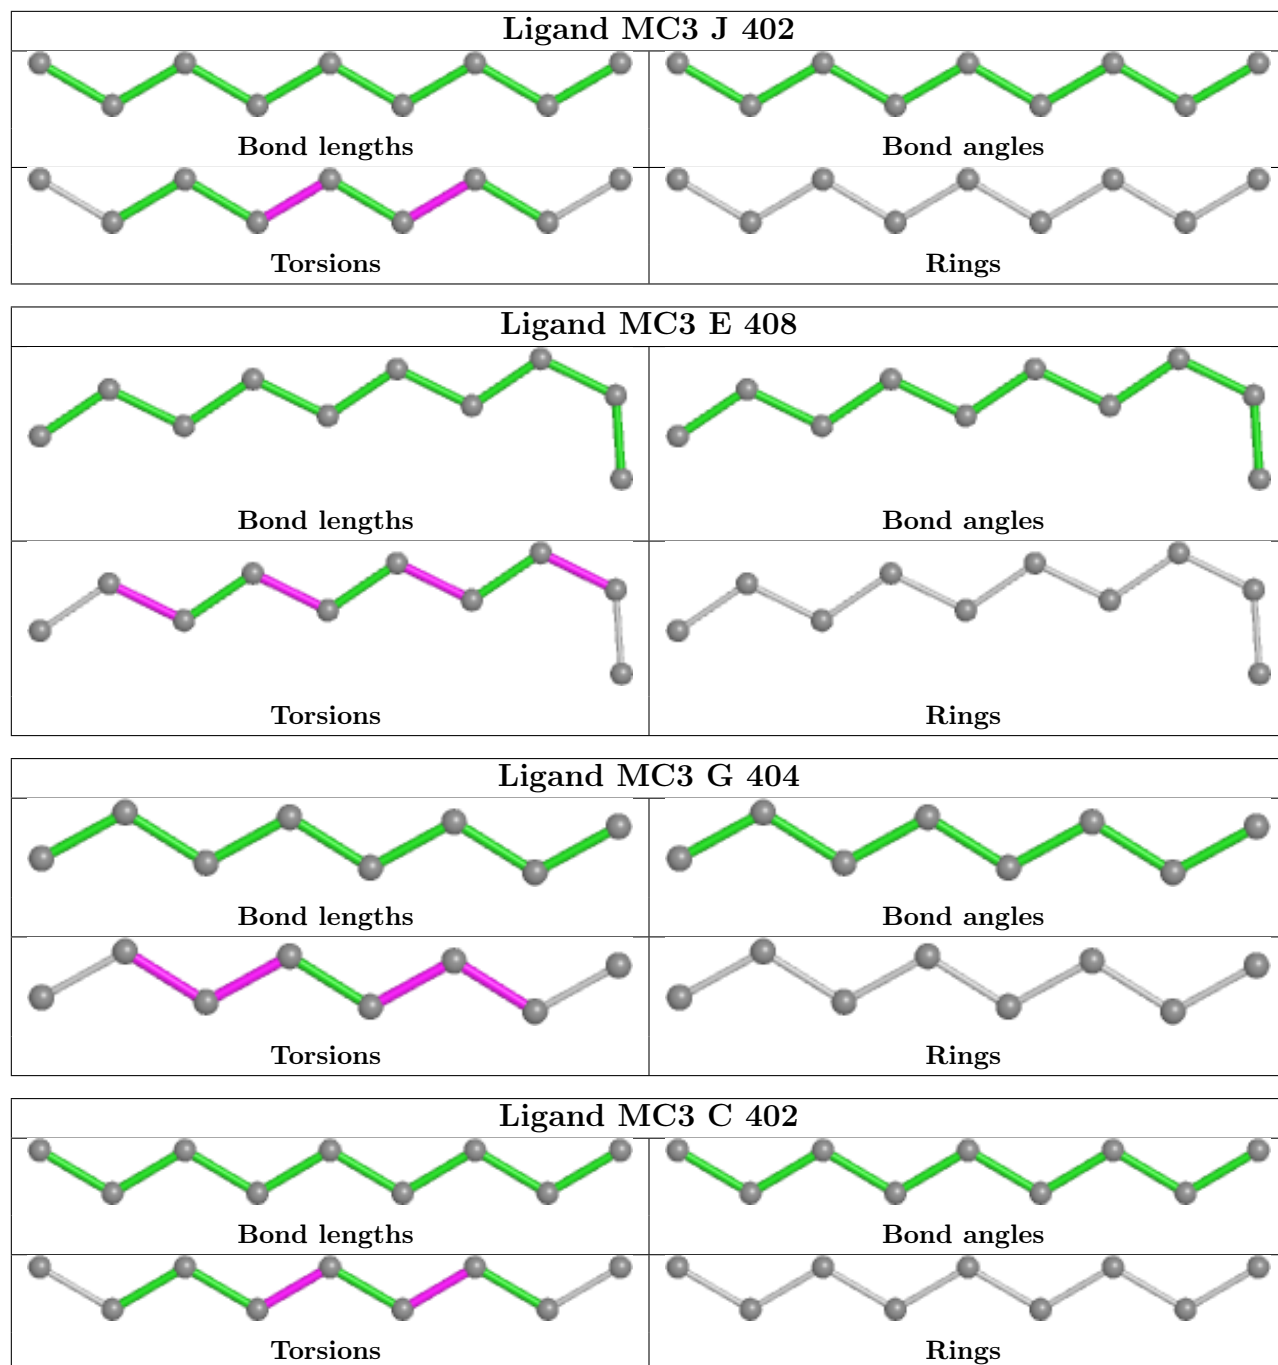 Ligand MC3 J 402
Bond lengths
Bond angles
Torsions
Rings
Ligand MC3 E 408
Bond lengths
Bond angles
Torsions
Rings
Ligand MC3 G 404
Bond lengths
Bond angles
Torsions
Rings
Ligand MC3 C 402
Bond lengths
Bond angles
Torsions
Rings